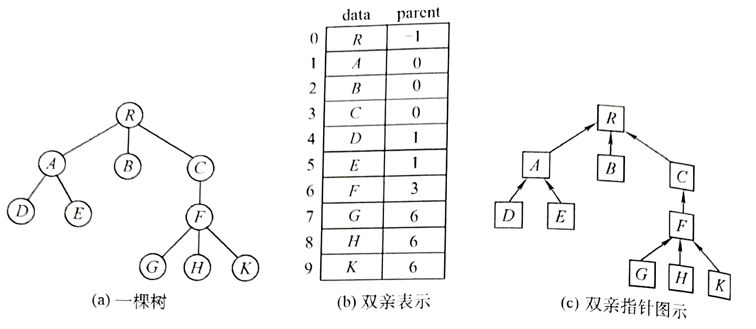 data parent
0 R -1
1 A 0
2 B 0
3 C 0
4 D 1
5 E 1
6 F 3
7 G 6
8 H 6
9 K 6
R
A B C
D E F
G H K
R
A B C
D E F
G H K
(a) 一棵树
(b) 双亲表示
(c) 双亲指针图示